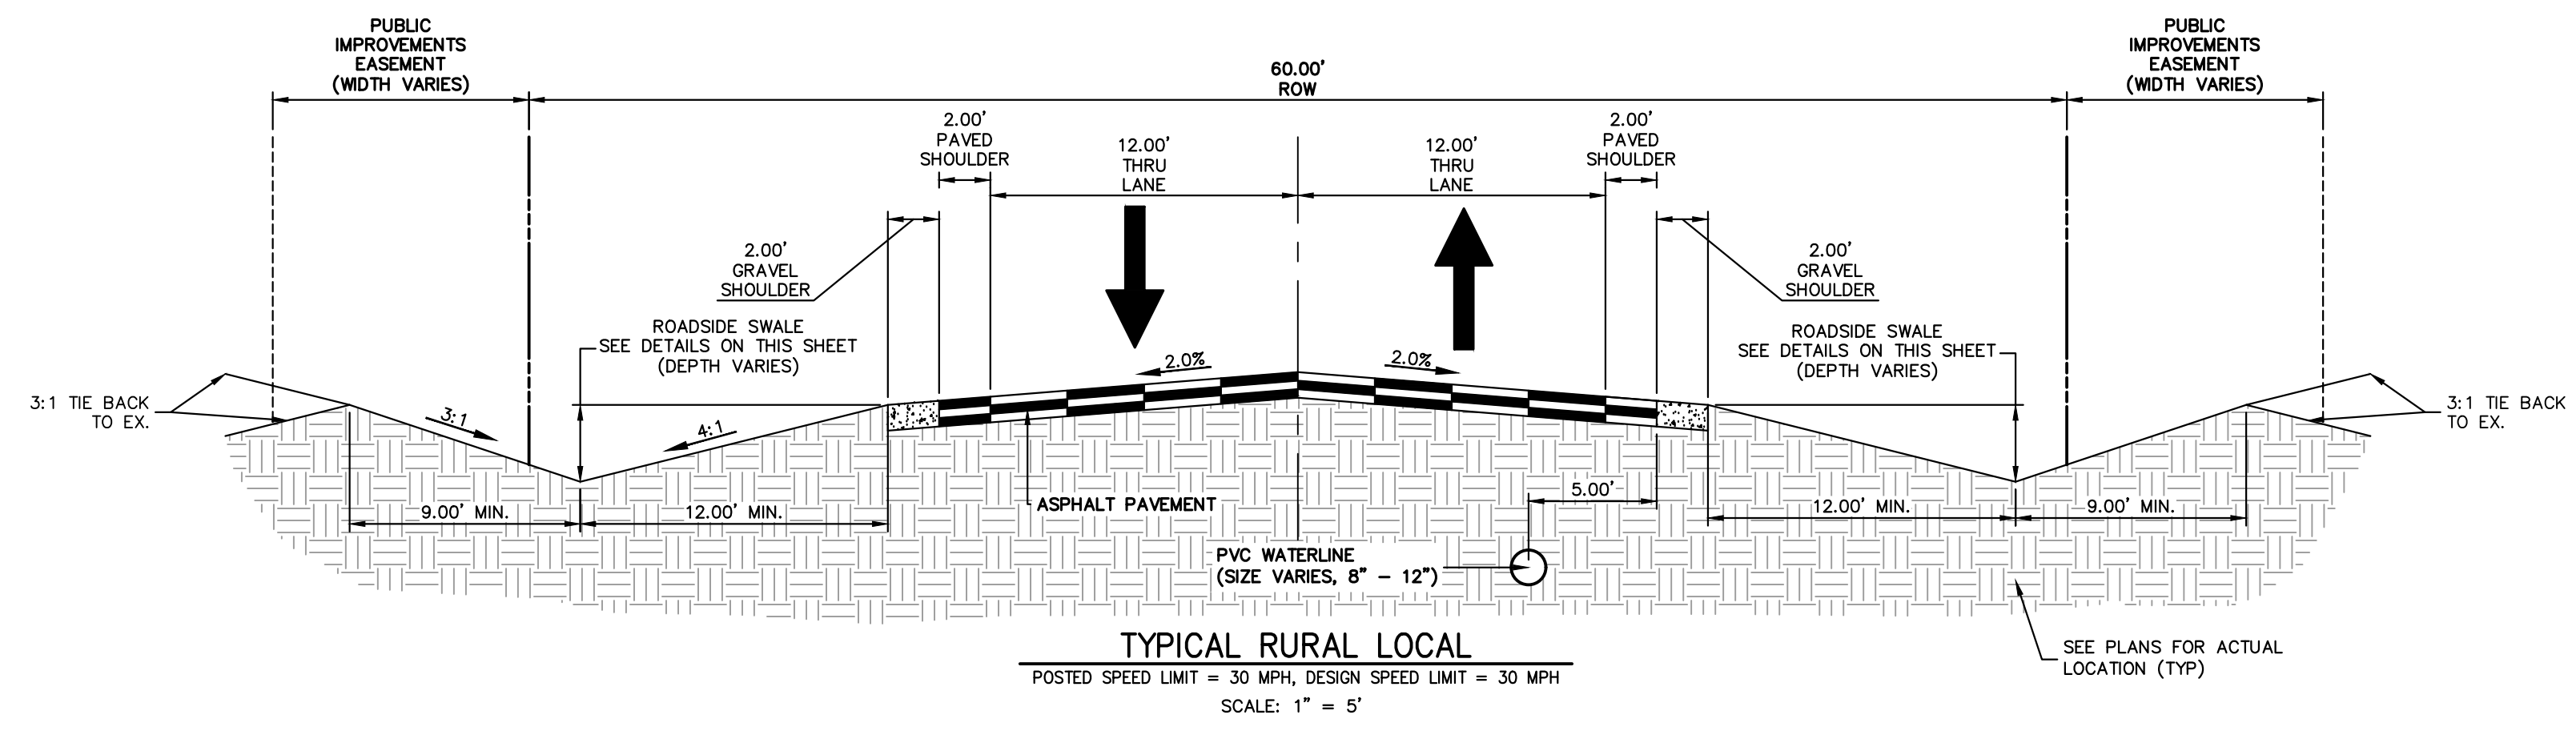 PUBLIC
IMPROVEMENTS
EASEMENT
(WIDTH VARIES)
60.00'
ROW
PUBLIC
IMPROVEMENTS
EASEMENT
(WIDTH VARIES)
2.00'
PAVED
SHOULDER
12.00'
THRU
LANE
12.00'
THRU
LANE
2.00'
PAVED
SHOULDER
2.00'
GRAVEL
SHOULDER
2.00'
GRAVEL
SHOULDER
ROADSIDE SWALE
SEE DETAILS ON THIS SHEET
(DEPTH VARIES)
2.0%
2.0%
ROADSIDE SWALE
SEE DETAILS ON THIS SHEET
(DEPTH VARIES)
3:1 TIE BACK
TO EX.
3:1
4:1
3:1 TIE BACK
TO EX.
9.00' MIN.
12.00' MIN.
ASPHALT PAVEMENT
5.00'
12.00' MIN.
9.00' MIN.
PVC WATERLINE
(SIZE VARIES, 8" - 12")
SEE PLANS FOR ACTUAL
LOCATION (TYP)
TYPICAL RURAL LOCAL
POSTED SPEED LIMIT = 30 MPH, DESIGN SPEED LIMIT = 30 MPH
SCALE: 1" = 5'